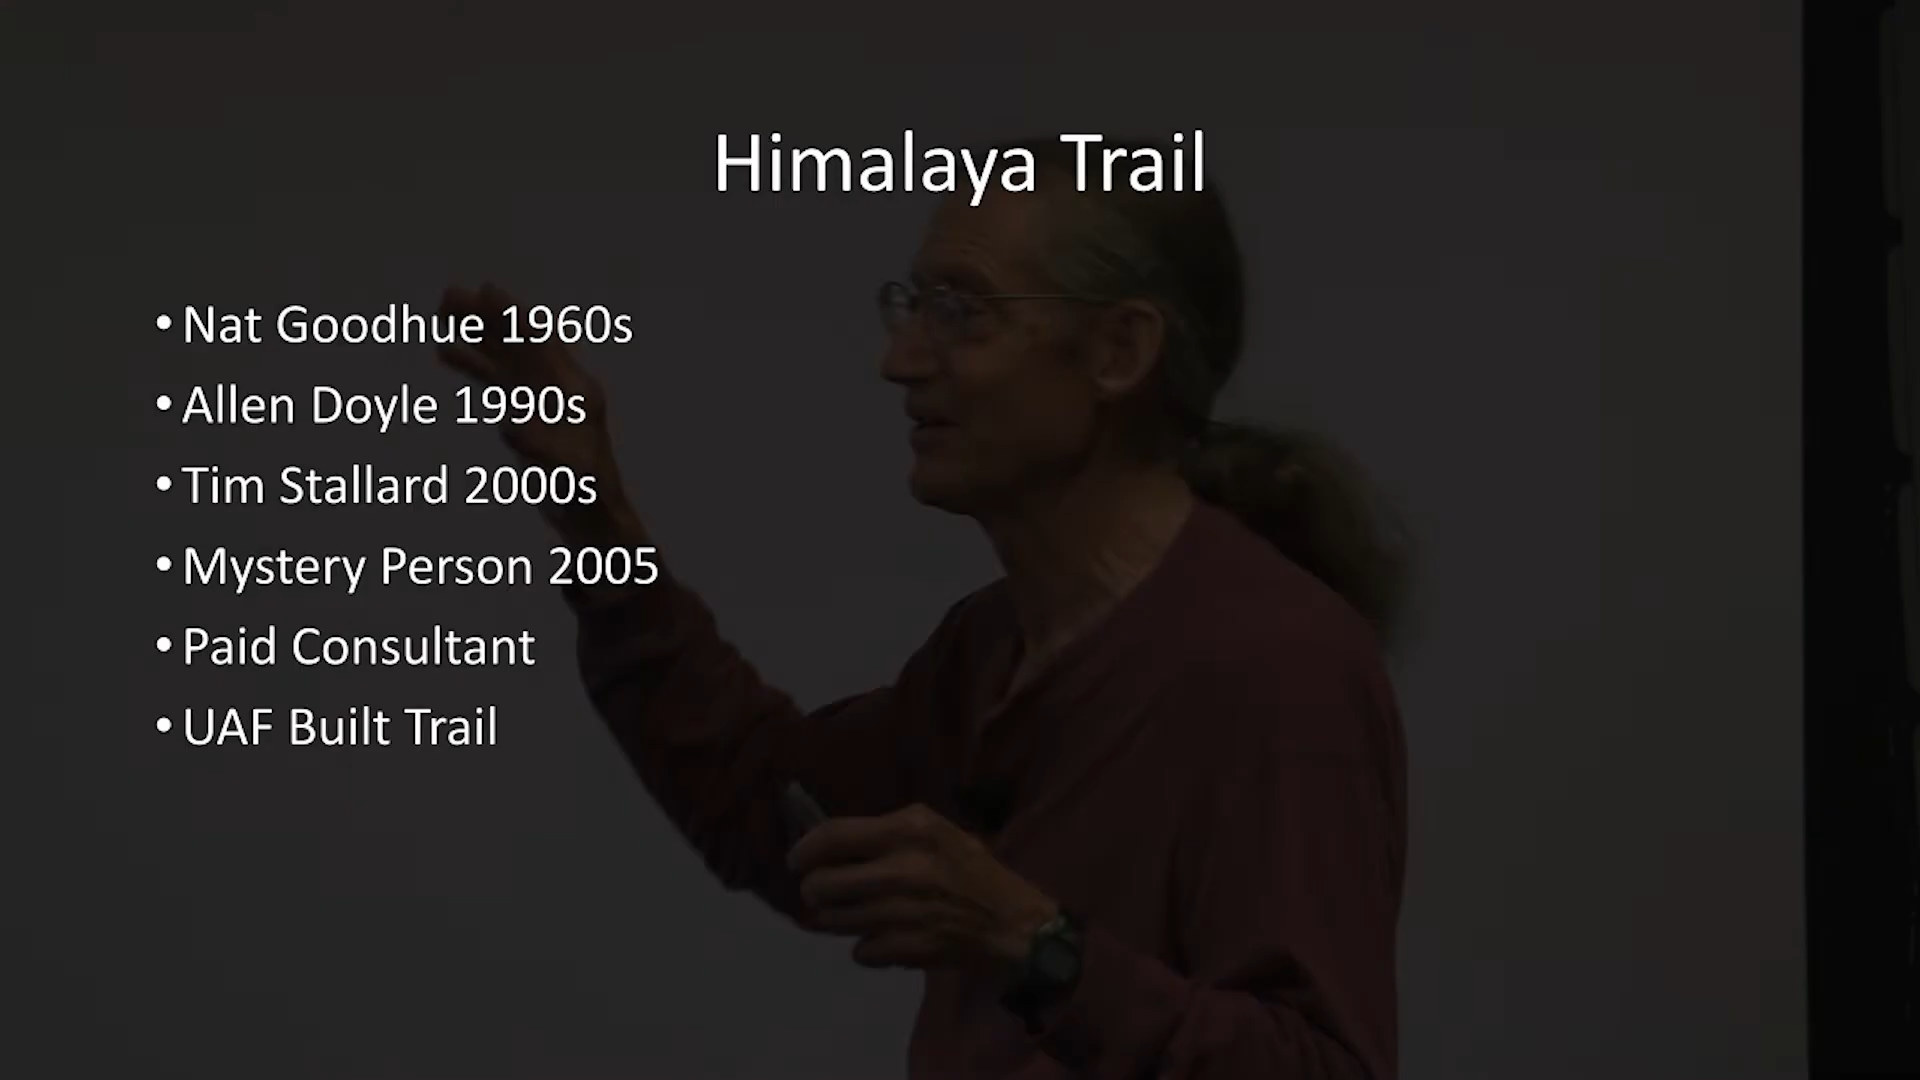 Himalaya Trail
• Nat Goodhue 1960s
• Allen Doyle 1990s
• Tim Stallard 2000s
• Mystery Person 2005
• Paid Consultant
• UAF Built Trail